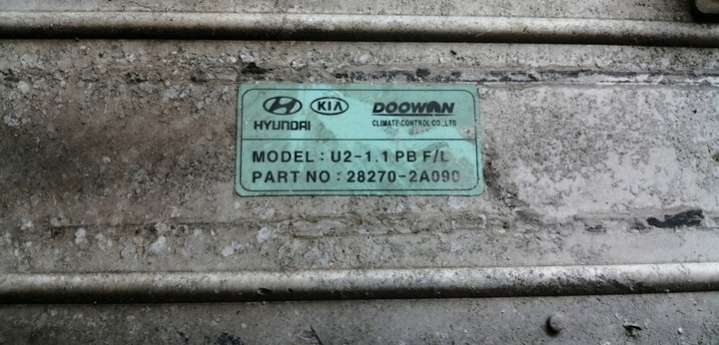 HYUNDAI KIA DOOWON
CLIMATE CONTROL CO., LTD
MODEL : U2-1.1 PB F/L
PART NO : 28270-2A090